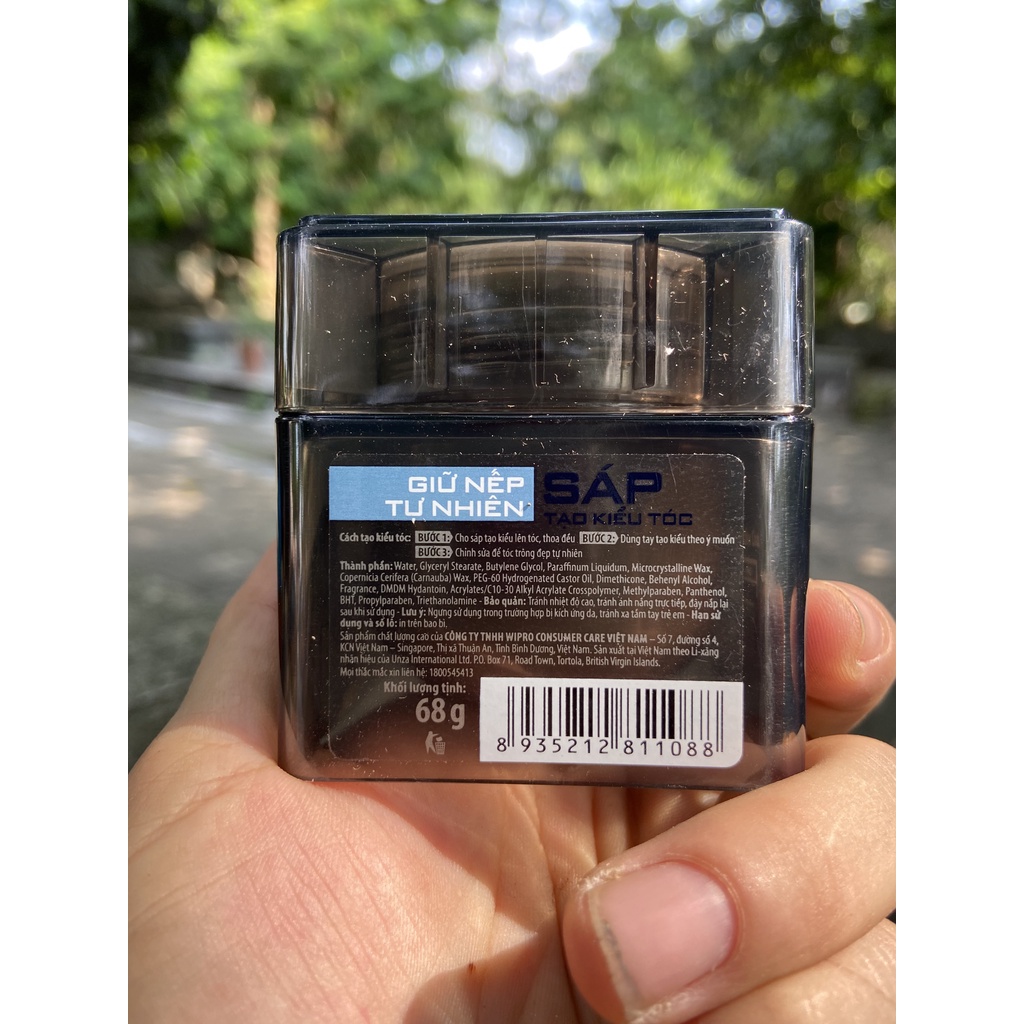 GIỮ NẾP
TỰ NHIÊN
SÁP
TẠO KIỂU TÓC
Cách tạo kiểu tóc: BƯỚC 1: Cho sáp tạo kiểu lên tóc, thoa đều BƯỚC 2: Dùng tay tạo kiểu theo ý muốn
BƯỚC 3: Chỉnh sửa để tóc trông đẹp tự nhiên
Thành phần: Water, Glyceryl Stearate, Butylene Glycol, Paraffinum Liquidum, Microcrystalline Wax,
Copernicia Cerifera (Carnauba) Wax, PEG-60 Hydrogenated Castor Oil, Dimethicone, Behenyl Alcohol,
Fragrance, DMDM Hydantoin, Acrylates/C10-30 Alkyl Acrylate Crosspolymer, Methylparaben, Panthenol,
BHT, Propylparaben, Triethanolamine - Bảo quản: Tránh nhiệt độ cao, tránh ánh nắng trực tiếp, đậy nắp lại
sau khi sử dụng - Lưu ý: Ngưng sử dụng trong trường hợp bị kích ứng da, tránh xa tầm tay trẻ em - Hạn sử
dụng và số lô: in trên bao bì.
Sản phẩm chất lượng cao của CÔNG TY TNHH WIPRO CONSUMER CARE VIỆT NAM – Số 7, đường số 4,
KCN Việt Nam – Singapore, Thị xã Thuận An, Tỉnh Bình Dương, Việt Nam. Sản xuất tại Việt Nam theo Li-xăng
nhãn hiệu của Unza International Ltd. P.O. Box 71, Road Town, Tortola, British Virgin Islands.
Mọi thắc mắc xin liên hệ: 1800545413
Khối lượng tịnh:
68 g
8 935212 811088